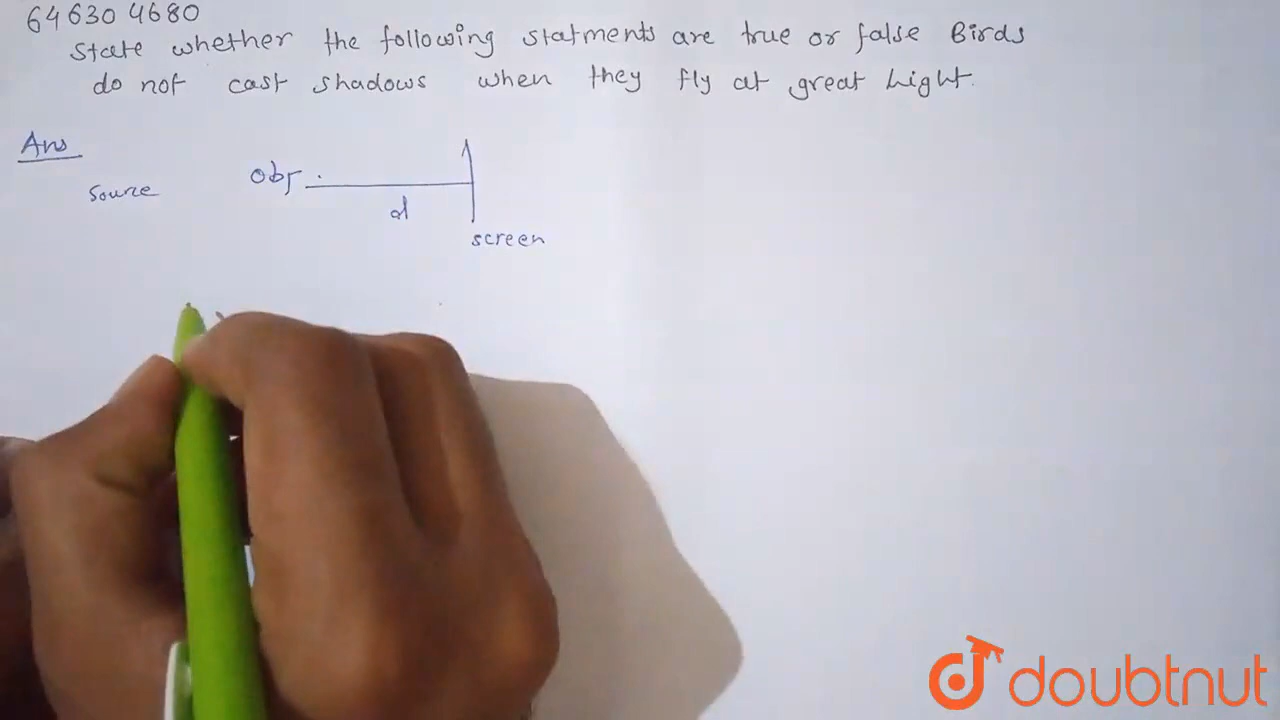 64630 4680
State whether the following statments are true or false Birds
do not cast shadows when they fly at great hight.
Ans
Source
Obj
d
screen
doubtnut